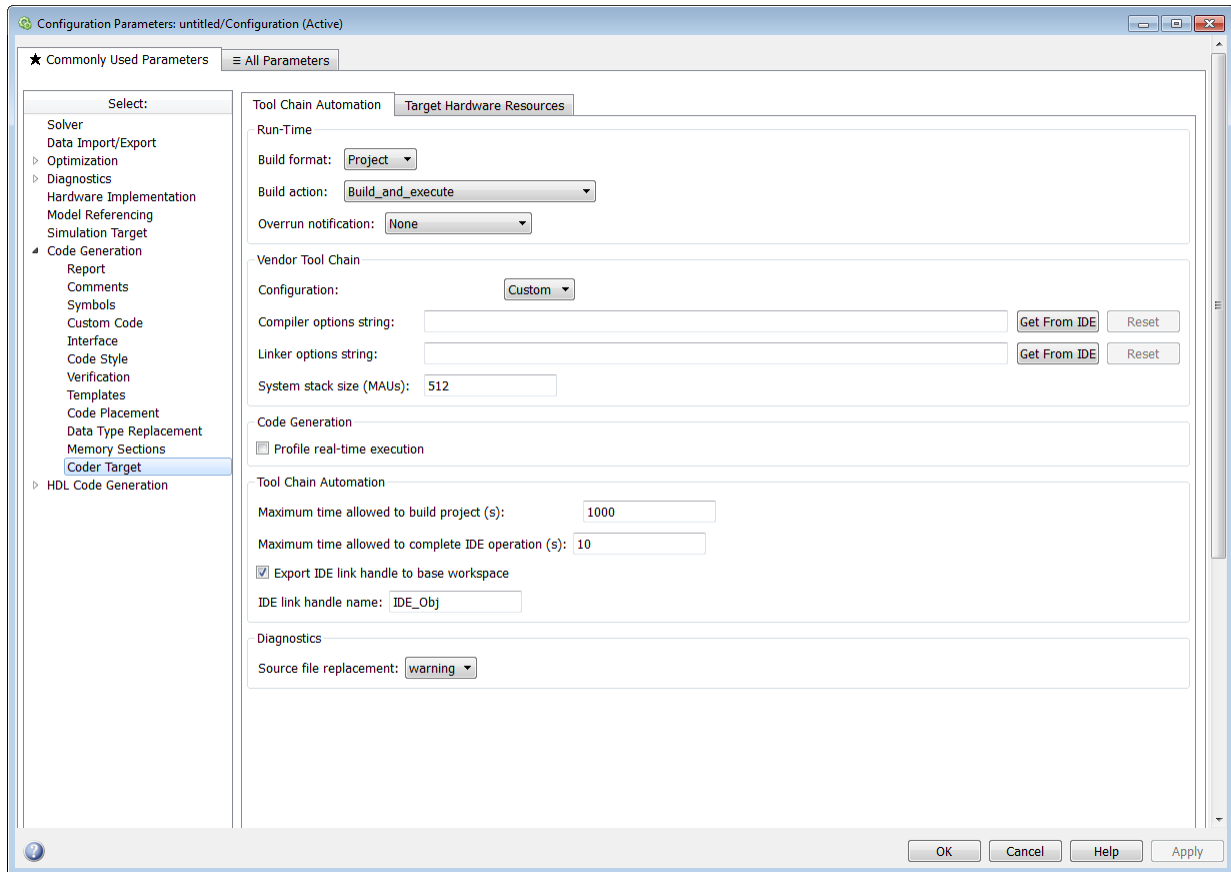 Configuration Parameters: untitled/Configuration (Active)
★ Commonly Used Parameters
≡ All Parameters
Select:
Solver
Data Import/Export
Optimization
Diagnostics
Hardware Implementation
Model Referencing
Simulation Target
Code Generation
Report
Comments
Symbols
Custom Code
Interface
Code Style
Verification
Templates
Code Placement
Data Type Replacement
Memory Sections
Coder Target
HDL Code Generation
Tool Chain Automation
Target Hardware Resources
Run-Time
Build format: Project
Build action: Build_and_execute
Overrun notification: None
Vendor Tool Chain
Configuration: Custom
Compiler options string: Get From IDE Reset
Linker options string: Get From IDE Reset
System stack size (MAUs): 512
Code Generation
Profile real-time execution
Tool Chain Automation
Maximum time allowed to build project (s): 1000
Maximum time allowed to complete IDE operation (s): 10
Export IDE link handle to base workspace
IDE link handle name: IDE_Obj
Diagnostics
Source file replacement: warning
? OK Cancel Help Apply